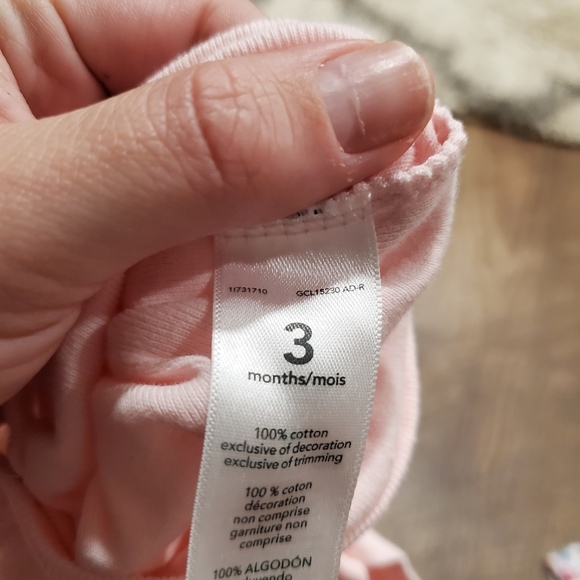 1I731710 GCL15230 AD-R
3
months/mois
100% cotton
exclusive of decoration
exclusive of trimming
100 % coton
décoration
non comprise
garniture non
comprise
100% ALGODÓN